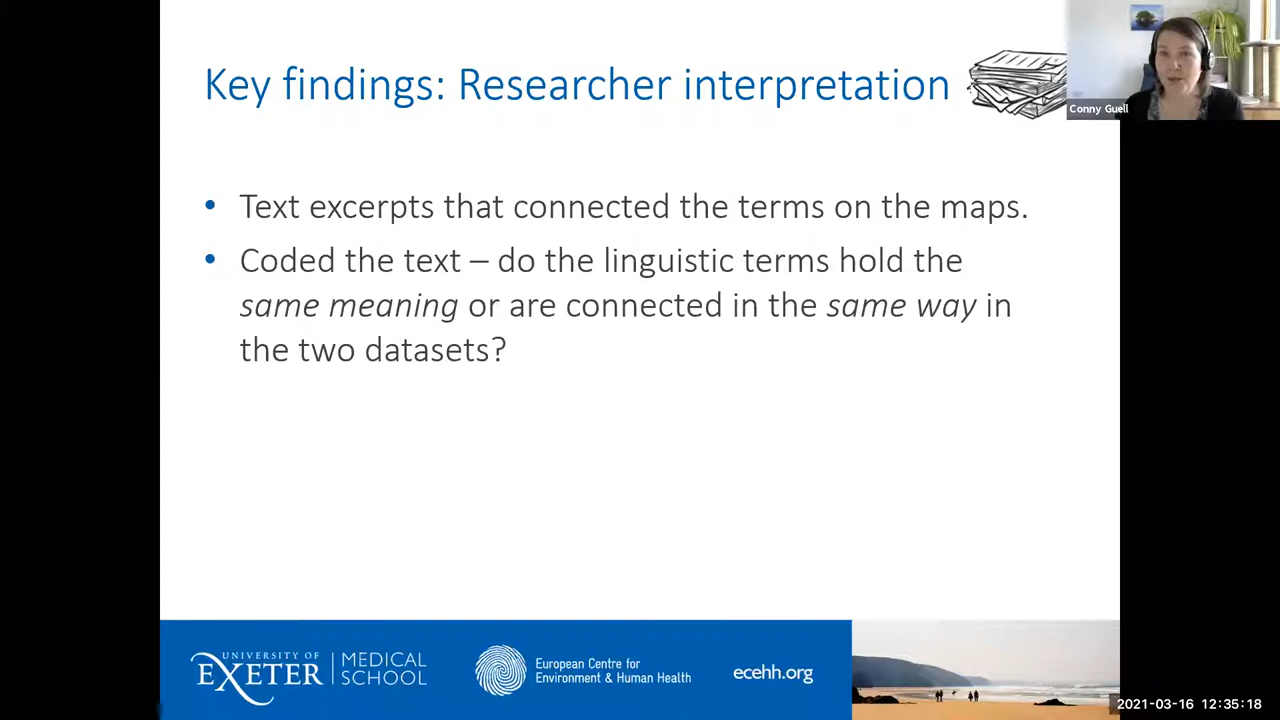 Key findings: Researcher interpretation
Conny Guell
• Text excerpts that connected the terms on the maps.
• Coded the text – do the linguistic terms hold the
same meaning or are connected in the same way in
the two datasets?
UNIVERSITY OF
EXETER
MEDICAL
SCHOOL
European Centre for
Environment & Human Health
ecehh.org
2021-03-16 12:35:18